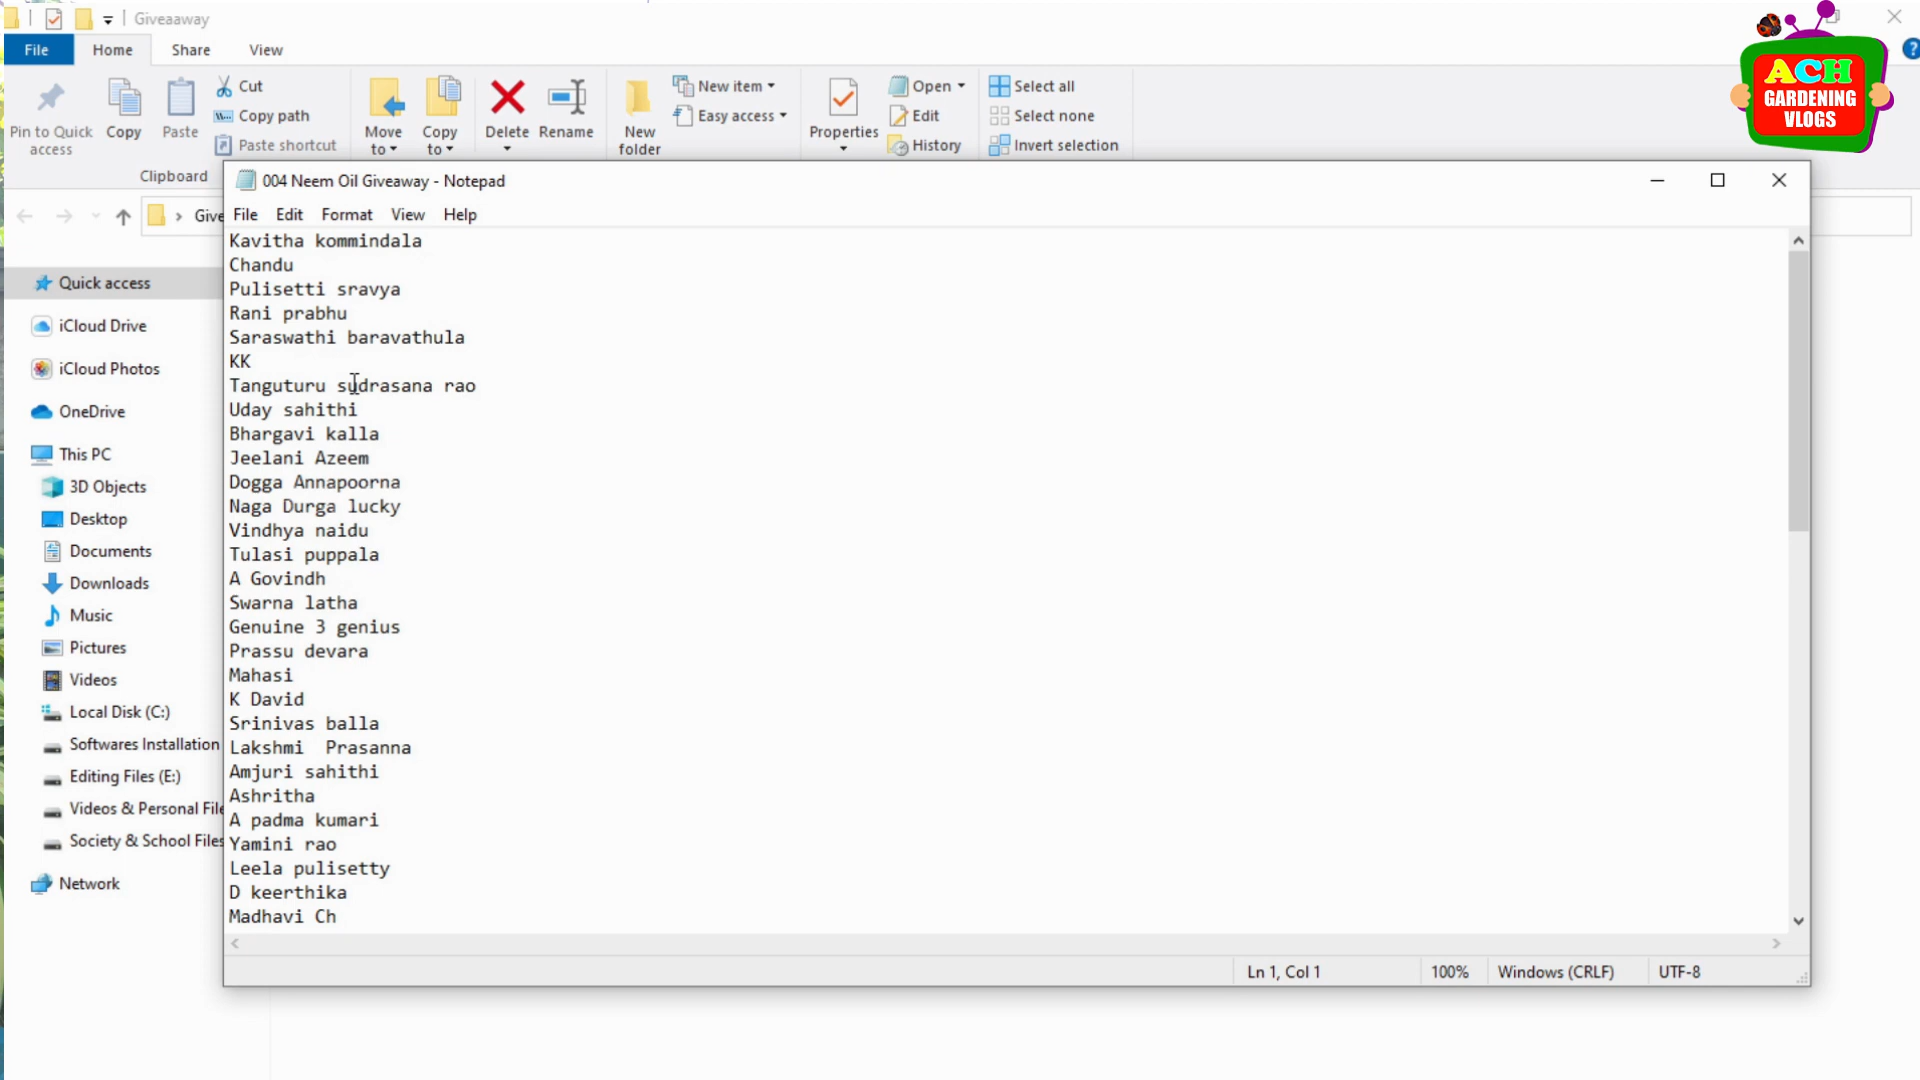 Giveaaway
File Home Share View
Pin to Quick access
Copy
Paste
Cut
Copy path
Paste shortcut
Clipboard
Move to
Copy to
Delete
Rename
New folder
New item
Easy access
Properties
Open
Edit
History
Select all
Select none
Invert selection
ACH
GARDENING
VLOGS
Give
004 Neem Oil Giveaway - Notepad
File Edit Format View Help
Quick access
iCloud Drive
iCloud Photos
OneDrive
This PC
3D Objects
Desktop
Documents
Downloads
Music
Pictures
Videos
Local Disk (C:)
Softwares Installation
Editing Files (E:)
Videos & Personal File
Society & School Files
Network
Kavitha kommindala
Chandu
Pulisetti sravya
Rani prabhu
Saraswathi baravathula
KK
Tanguturu sudrasana rao
Uday sahithi
Bhargavi kalla
Jeelani Azeem
Dogga Annapoorna
Naga Durga lucky
Vindhya naidu
Tulasi puppala
A Govindh
Swarna latha
Genuine 3 genius
Prassu devara
Mahasi
K David
Srinivas balla
Lakshmi  Prasanna
Amjuri sahithi
Ashritha
A padma kumari
Yamini rao
Leela pulisetty
D keerthika
Madhavi Ch
Ln 1, Col 1 100% Windows (CRLF) UTF-8